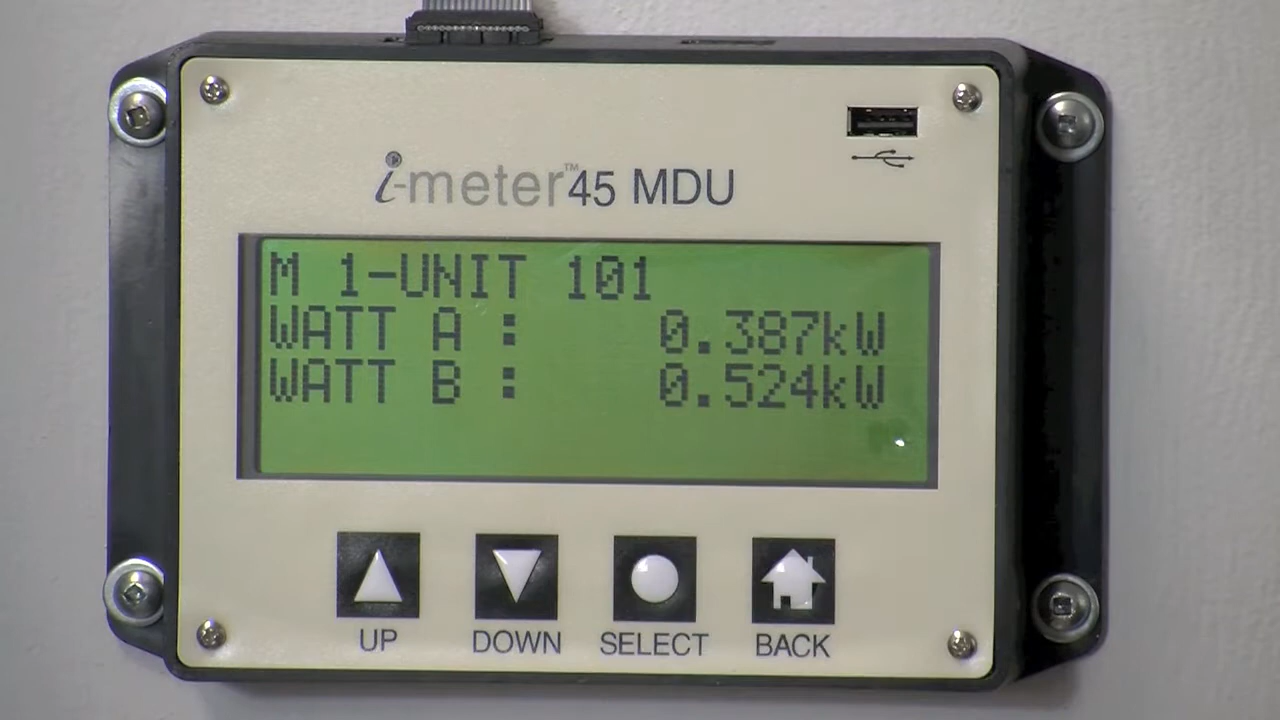 i-meter™45 MDU
M 1-UNIT 101
WATT A : 0.387kW
WATT B : 0.524kW
UP DOWN SELECT BACK